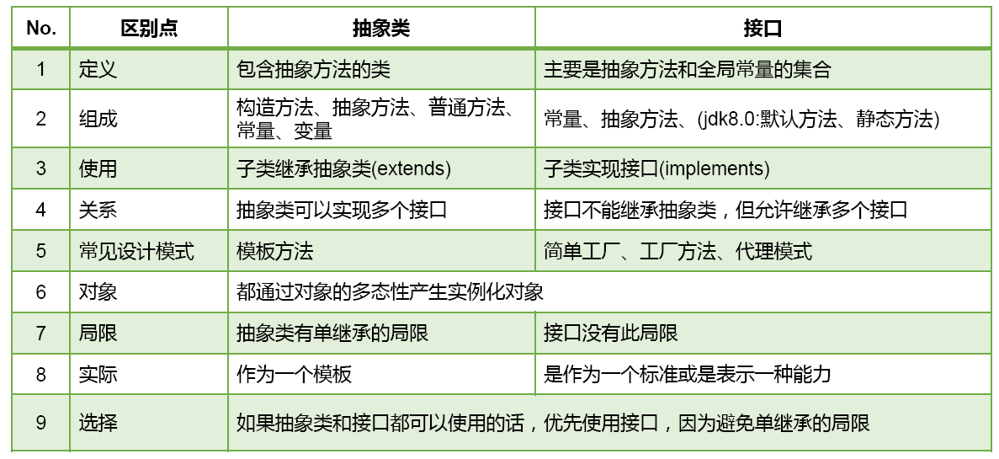 No. 区别点 抽象类 接口
1 定义 包含抽象方法的类 主要是抽象方法和全局常量的集合
2 组成 构造方法、抽象方法、普通方法、 常量、抽象方法、(jdk8.0:默认方法、静态方法)
常量、变量
3 使用 子类继承抽象类(extends) 子类实现接口(implements)
4 关系 抽象类可以实现多个接口 接口不能继承抽象类，但允许继承多个接口
5 常见设计模式 模板方法 简单工厂、工厂方法、代理模式
6 对象 都通过对象的多态性产生实例化对象
7 局限 抽象类有单继承的局限 接口没有此局限
8 实际 作为一个模板 是作为一个标准或是表示一种能力
9 选择 如果抽象类和接口都可以使用的话，优先使用接口，因为避免单继承的局限